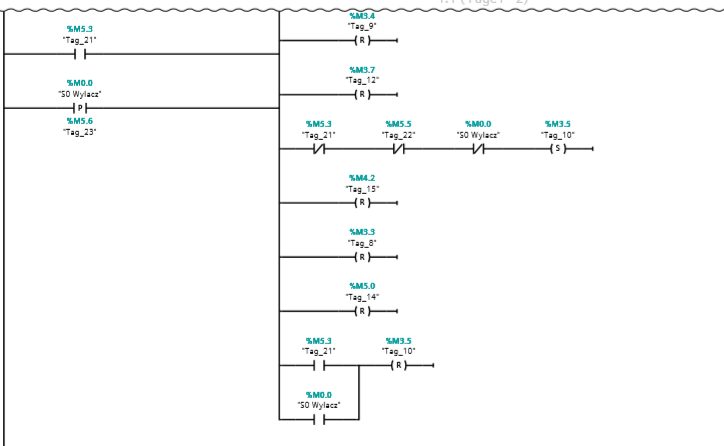 %M5.3
"Tag_21"
%M0.0
"S0 Wylacz"
P
%M5.6
"Tag_23"
%M3.4
"Tag_9"
R
%M3.7
"Tag_12"
R
%M5.3 %M5.5 %M0.0 %M3.5
"Tag_21" "Tag_22" "S0 Wylacz" "Tag_10"
S
%M4.2
"Tag_15"
R
%M3.3
"Tag_8"
R
%M5.0
"Tag_14"
R
%M5.3 %M3.5
"Tag_21" "Tag_10"
R
%M0.0
"S0 Wylacz"